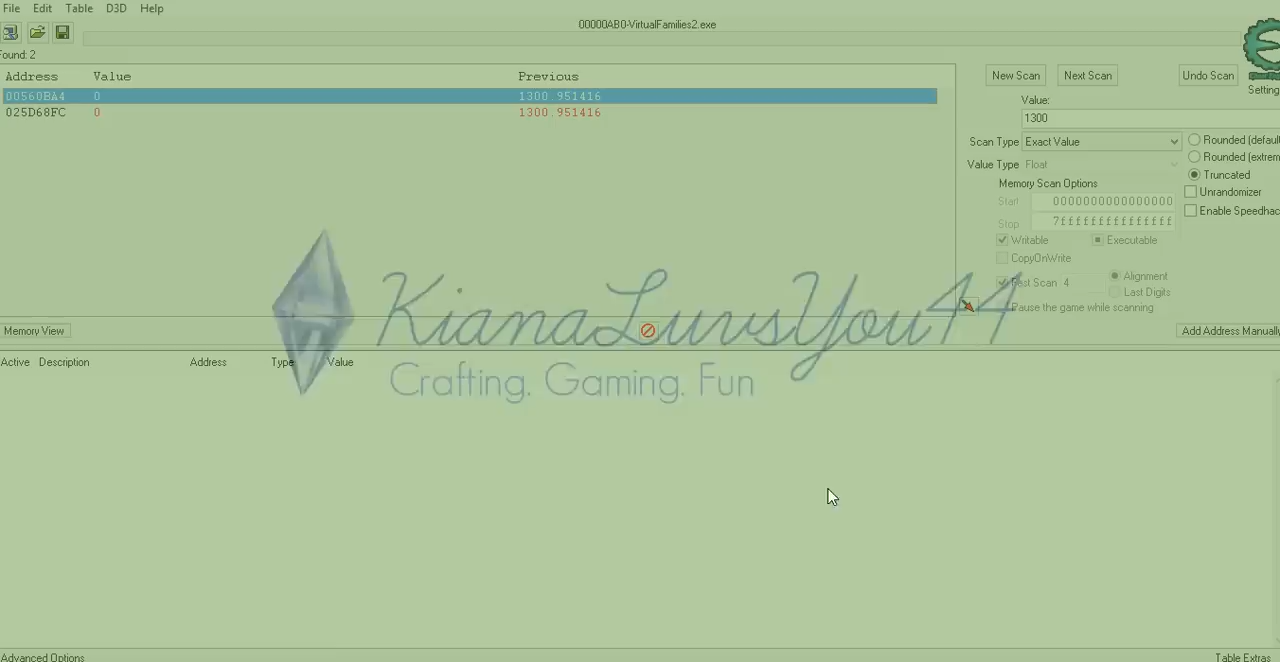 File Edit Table D3D Help
00000AB0-VirtualFamilies2.exe
Found: 2
Address Value Previous
00560BA4 0 1300.951416
025D68FC 0 1300.951416
New Scan Next Scan Undo Scan
Setting
Value:
1300
Scan Type Exact Value
Value Type Float
Rounded (defaul
Rounded (extrem
Truncated
Unrandomizer
Enable Speedhac
Memory Scan Options
Start 0000000000000000
Stop 7fffffffffffffff
Writable Executable
CopyOnWrite
Fast Scan 4
Alignment
Last Digits
Pause the game while scanning
Memory View
Add Address Manually
Active Description Address Type Value
KianaLuvsYou44
Crafting. Gaming. Fun
Advanced Options
Table Extras